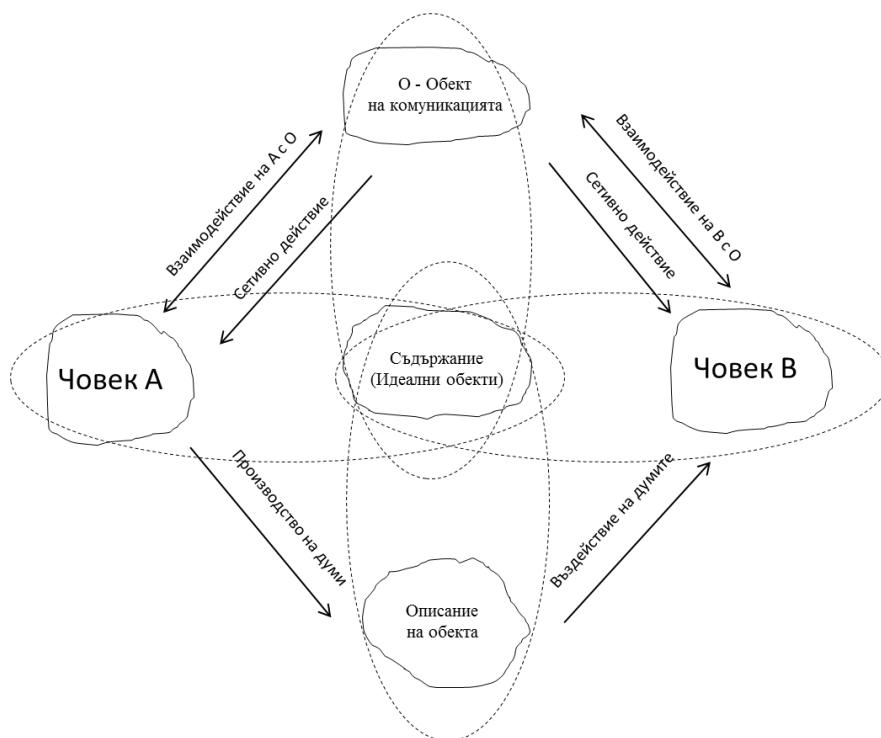 О - Обект
на комуникацията
Взаимодействие на А с О
Сетивно действие
Сетивно действие
Взаимодействие на В с О
Човек А
Съдържание
(Идеални обекти)
Човек В
Производство на думи
Въздействие на думите
Описание
на обекта